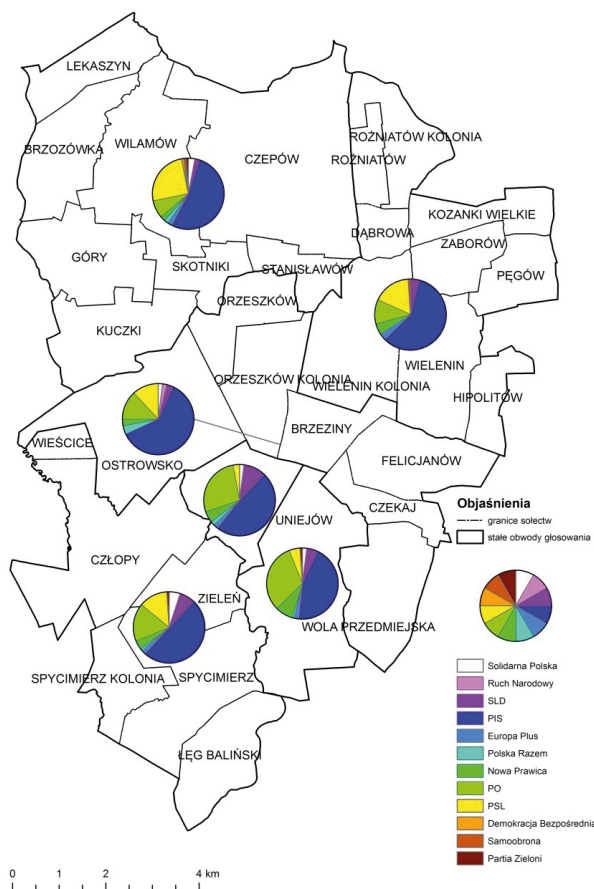 LEKASZYN
BRZOZÓWKA
WILAMÓW
CZEPÓW
ROŻNIATÓW KOLONIA
ROŻNIATÓW
KOZANKI WIELKIE
DĄBROWA
ZABORÓW
PĘGÓW
GÓRY
SKOTNIKI
STANISŁAWÓW
ORZESZKÓW
KUCZKI
WIELENIN
ORZESZKÓW KOLONIA
WIELENIN KOLONIA
HIPOLITÓW
BRZEZINY
WIEŚCICE
OSTROWSKO
FELICJANÓW
CZEKAJ
UNIEJÓW
CZŁOPY
ZIELEŃ
WOLA PRZEDMIEJSKA
SPYCIMIERZ KOLONIA
SPYCIMIERZ
ŁĘG BALIŃSKI
Objaśnienia
granice sołectw
stałe obwody głosowania
Solidarna Polska
Ruch Narodowy
SLD
PIS
Europa Plus
Polska Razem
Nowa Prawica
PO
PSL
Demokracja Bezpośrednia
Samoobrona
Partia Zieloni
0 1 2 4 km